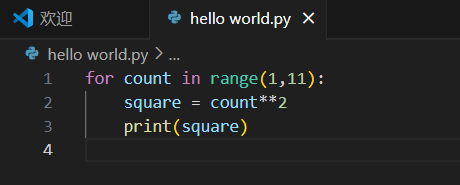 欢迎
hello world.py
hello world.py > ...
1 for count in range(1,11):
2 square = count**2
3 print(square)
4